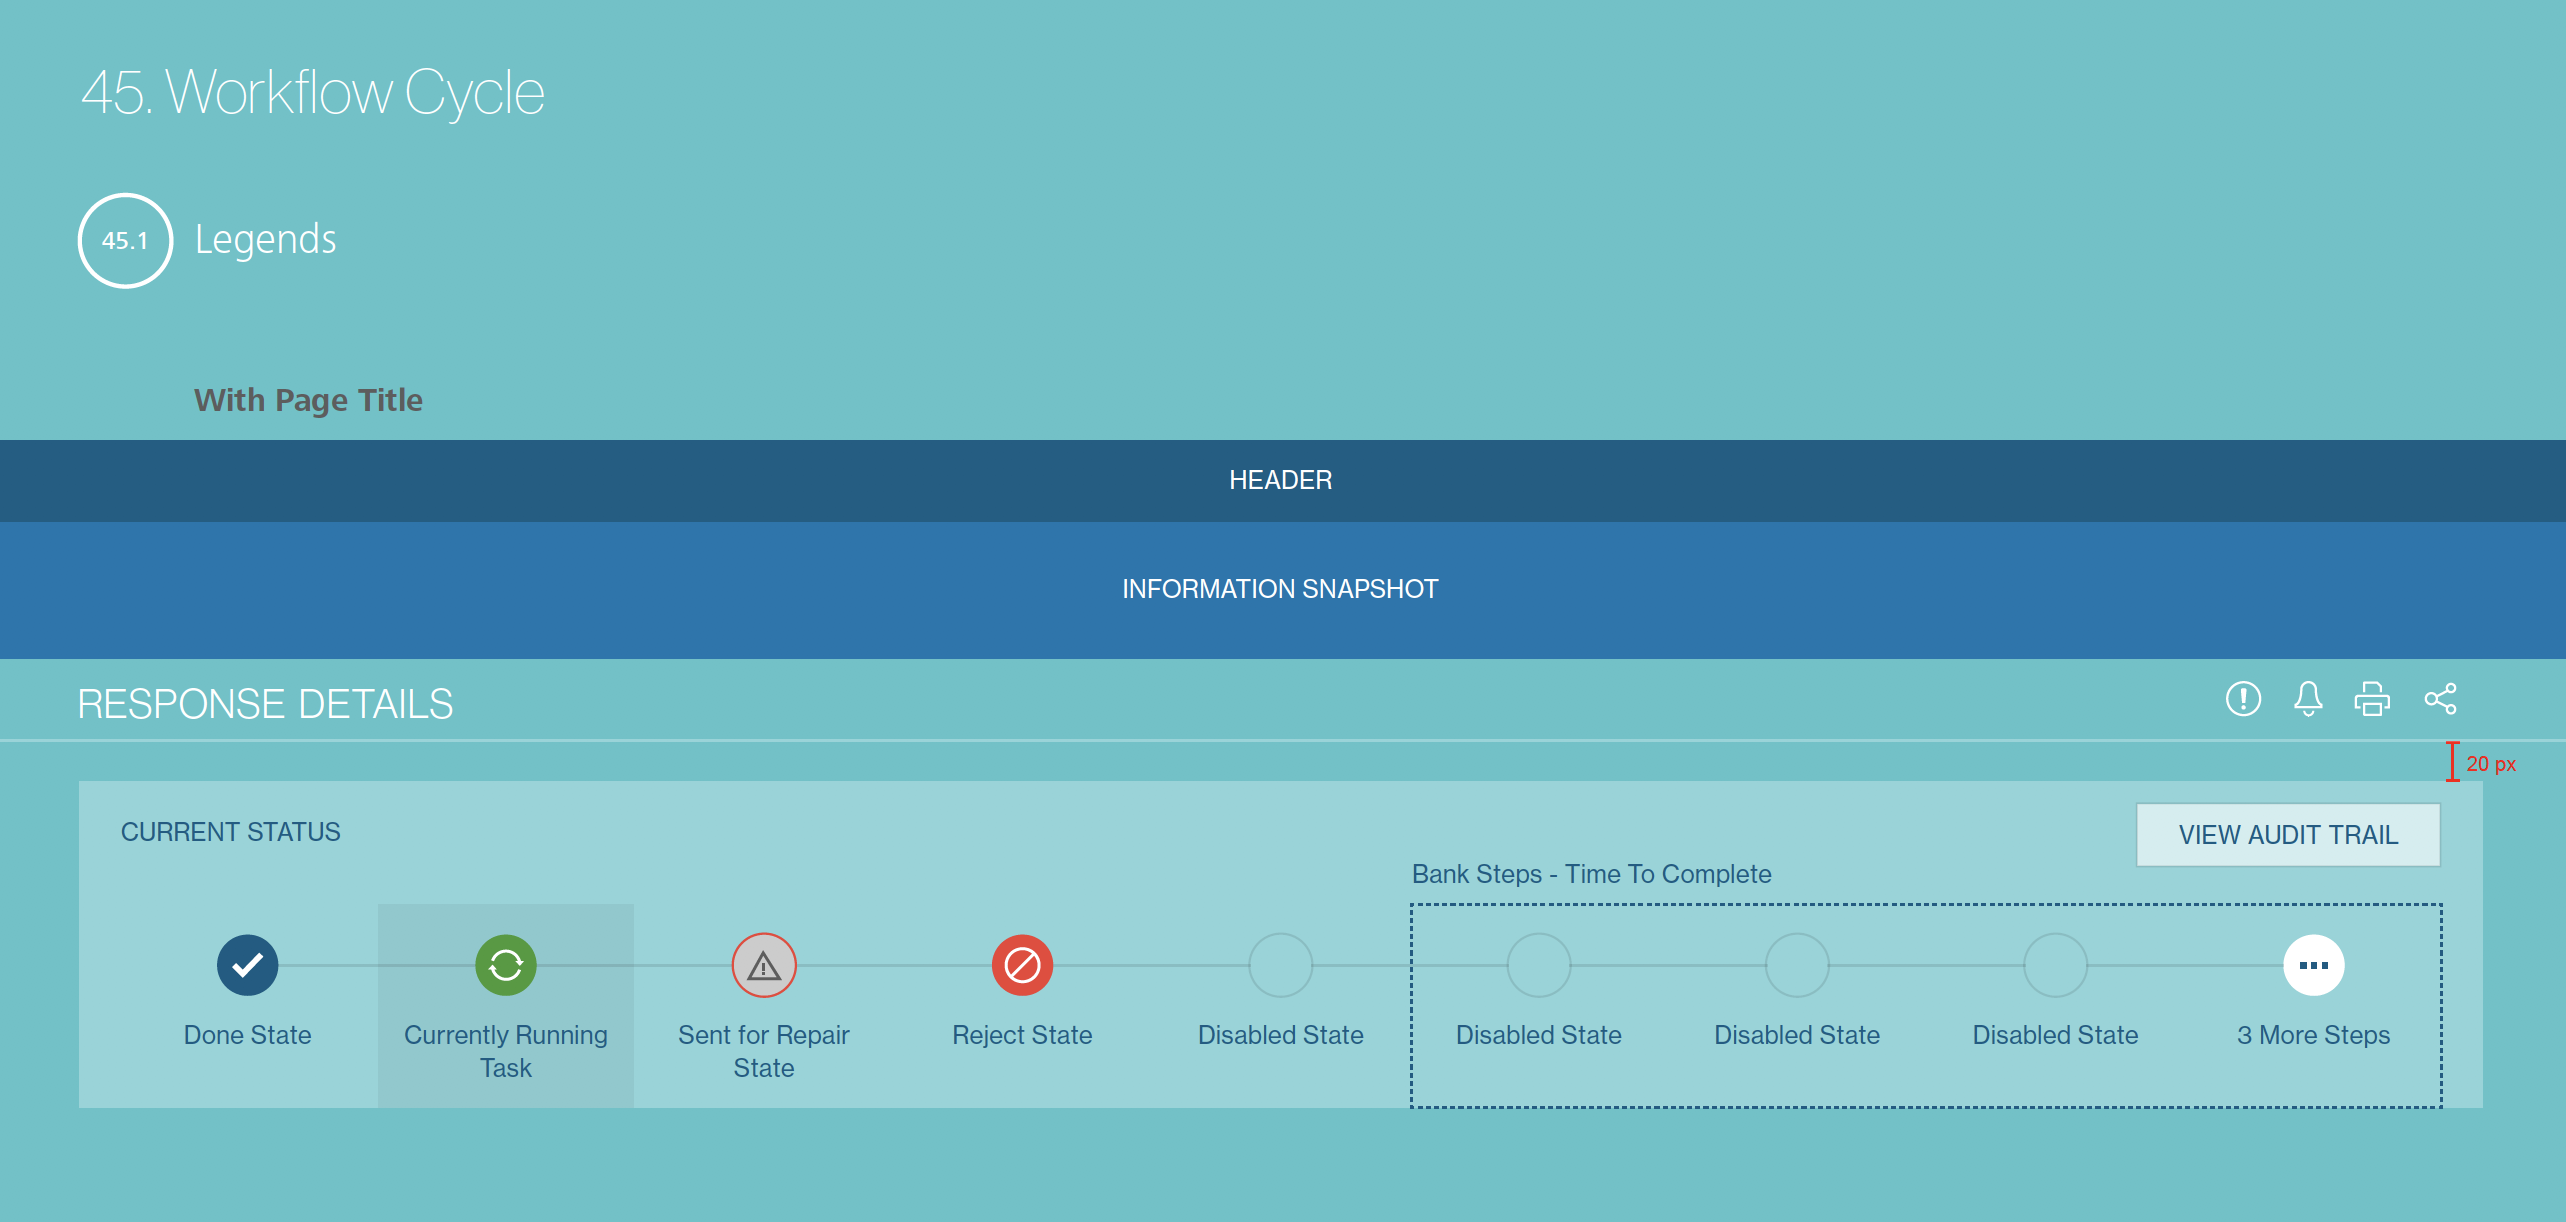 45. Workflow Cycle
45.1
Legends
With Page Title
HEADER
INFORMATION SNAPSHOT
RESPONSE DETAILS
20 px
CURRENT STATUS
VIEW AUDIT TRAIL
Bank Steps - Time To Complete
Done State
Currently Running
Task
Sent for Repair
State
Reject State
Disabled State
Disabled State
Disabled State
Disabled State
3 More Steps